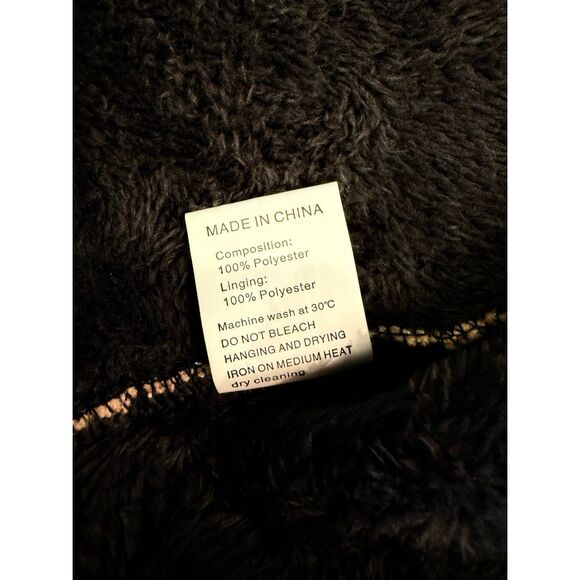 MADE IN CHINA
Composition:
100% Polyester
Linging:
100% Polyester
Machine wash at 30℃
DO NOT BLEACH
HANGING AND DRYING
IRON ON MEDIUM HEAT
dry cleaning